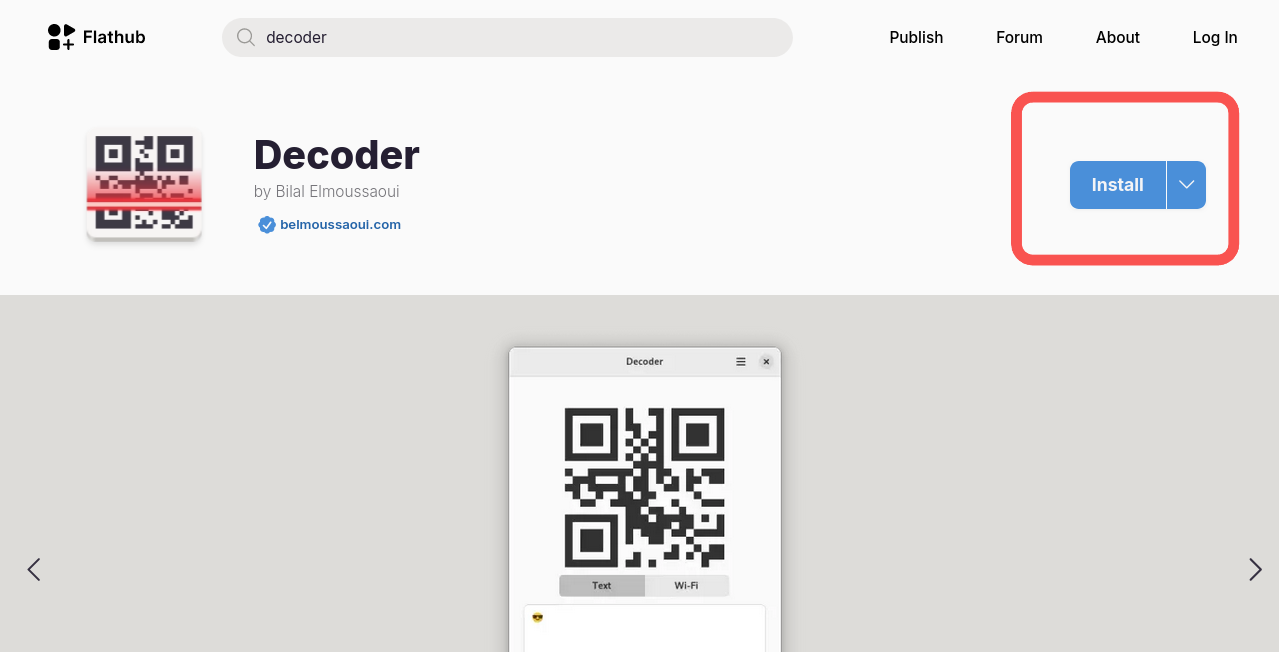 Flathub
decoder
Publish
Forum
About
Log In
Decoder
by Bilal Elmoussaoui
belmoussaoui.com
Install
Decoder
Text
Wi-Fi
😎